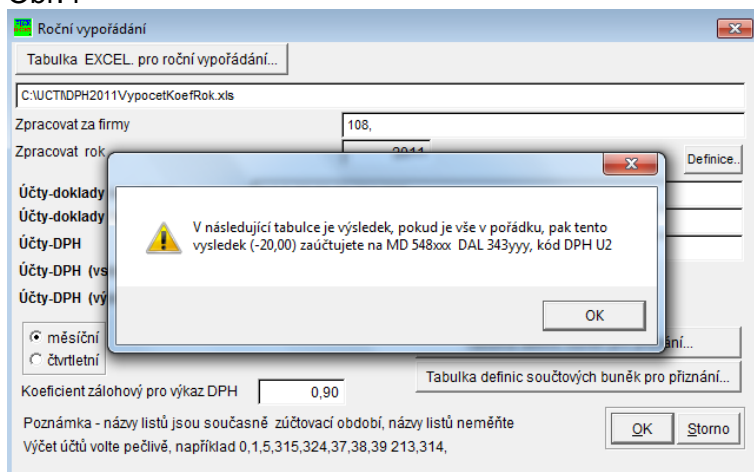 Roční vypořádání
Tabulka EXCEL. pro roční vypořádání...
C:\UCTI\DPH2011VypocetKoefRok.xls
Zpracovat za firmy 108,
Zpracovat rok 2011
Definice..
Účty-doklady
Účty-doklady
Účty-DPH
Účty-DPH (vs
Účty-DPH (vý
V následující tabulce je výsledek, pokud je vše v pořádku, pak tento
vysledek (-20,00) zaúčtujete na MD 548xxx DAL 343yyy, kód DPH U2
OK
měsíční
čtvrtletní
Tabulka definic součtových buněk pro přiznání...
Koeficient zálohový pro výkaz DPH 0,90
Poznámka - názvy listů jsou současně zúčtovací období, názvy listů neměňte
Výčet účtů volte pečlivě, například 0,1,5,315,324,37,38,39 213,314,
OK Storno